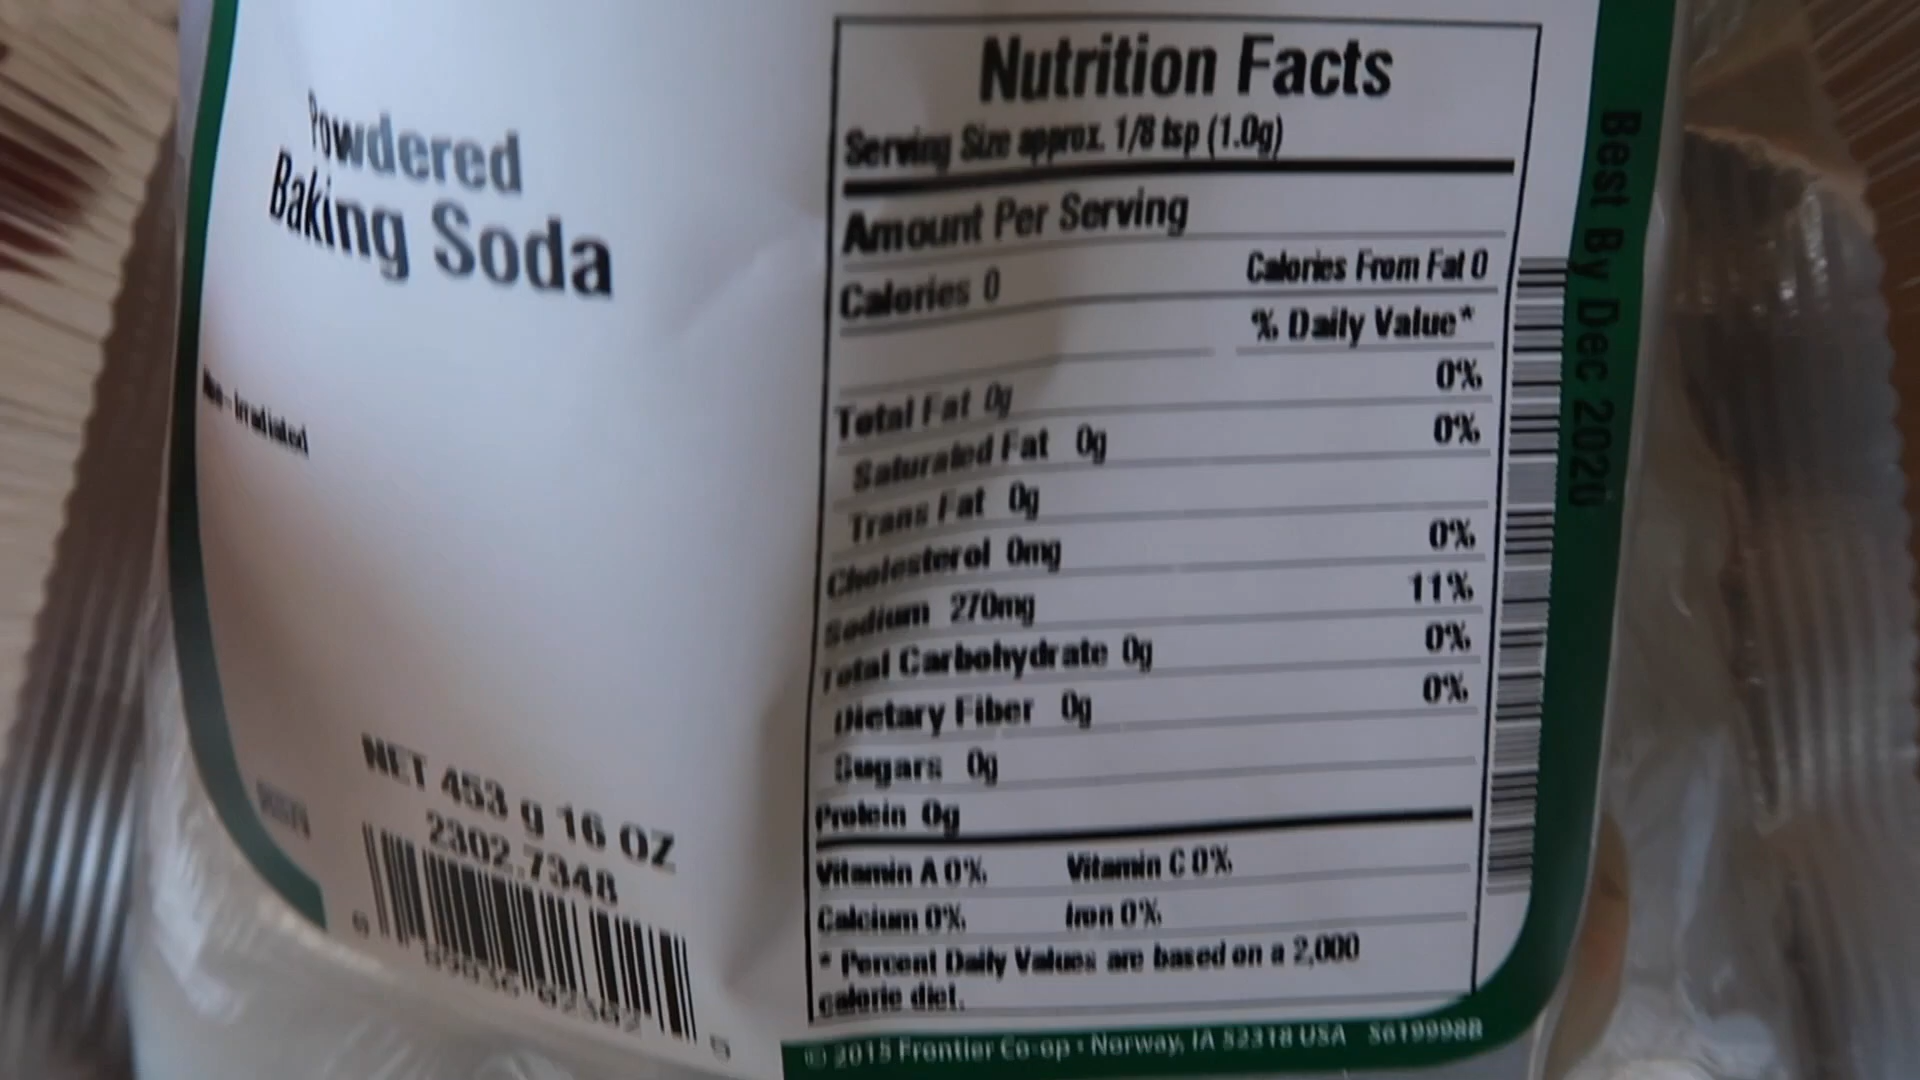 Powdered
Baking Soda
Non-Irradiated
NET 453 g 16 OZ
2302.7348
Nutrition Facts
Serving Size approx. 1/8 tsp (1.0g)
Amount Per Serving
Calories 0 Calories From Fat 0
% Daily Value*
Total Fat 0g 0%
Saturated Fat 0g 0%
Trans Fat 0g
Cholesterol 0mg 0%
Sodium 270mg 11%
Total Carbohydrate 0g 0%
Dietary Fiber 0g 0%
Sugars 0g
Protein 0g
Vitamin A 0% Vitamin C 0%
Calcium 0% Iron 0%
* Percent Daily Values are based on a 2,000
calorie diet.
© 2015 Frontier Co-op • Norway, IA 52318 USA
Best By Dec 2020